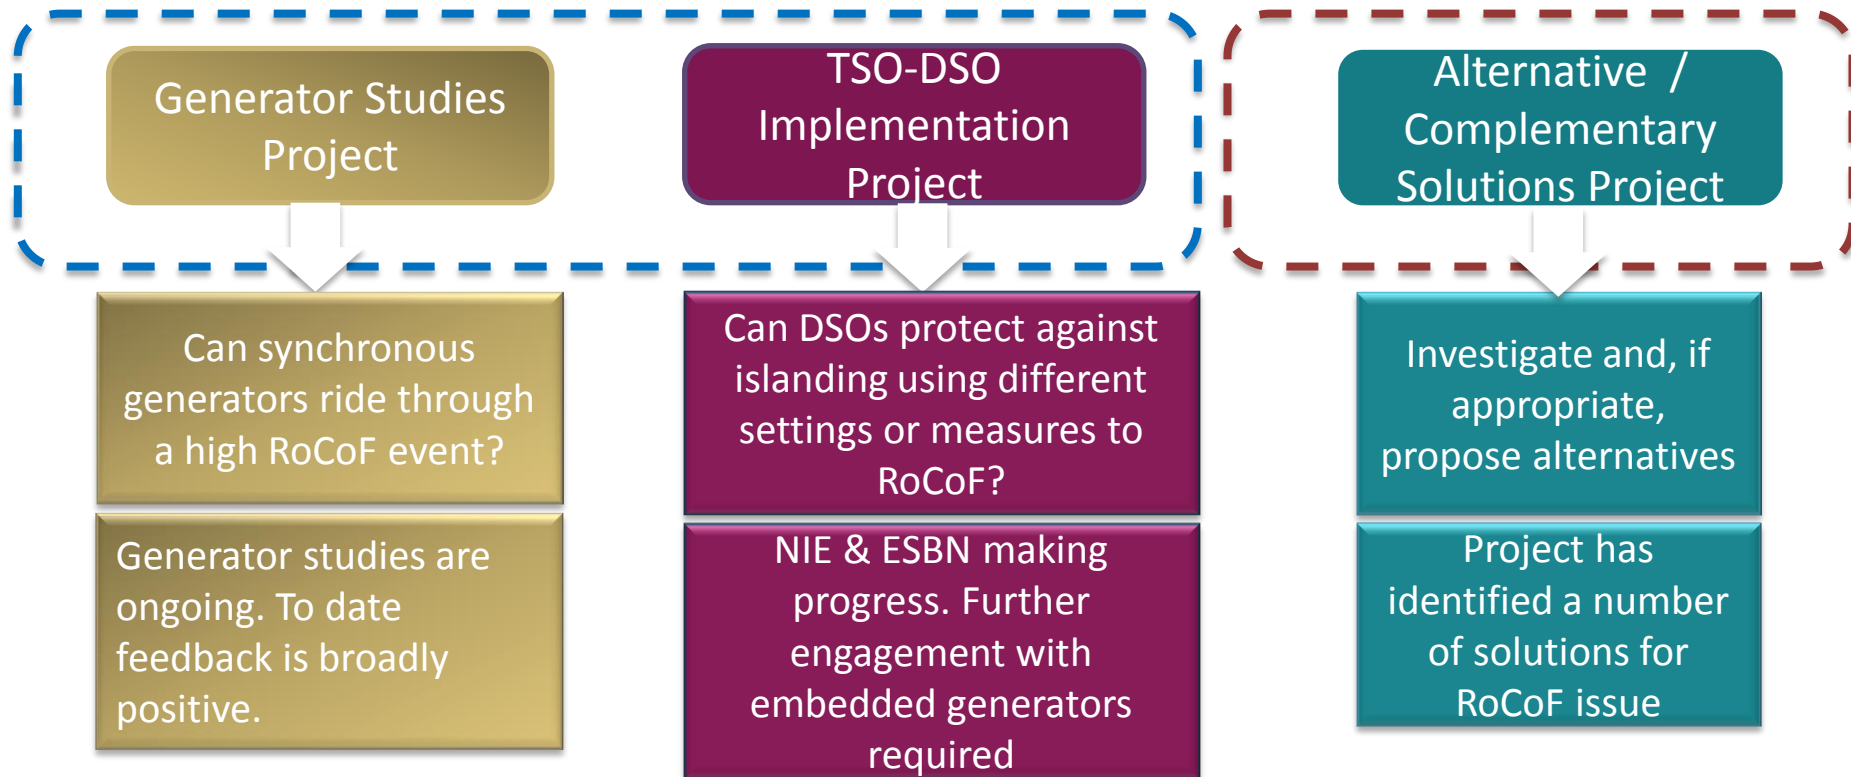 Generator Studies
Project
TSO-DSO
Implementation
Project
Alternative /
Complementary
Solutions Project
Can synchronous
generators ride through
a high RoCoF event?
Can DSOs protect against
islanding using different
settings or measures to
RoCoF?
Investigate and, if
appropriate,
propose alternatives
Generator studies are
ongoing. To date
feedback is broadly
positive.
NIE & ESBN making
progress. Further
engagement with
embedded generators
required
Project has
identified a number
of solutions for
RoCoF issue